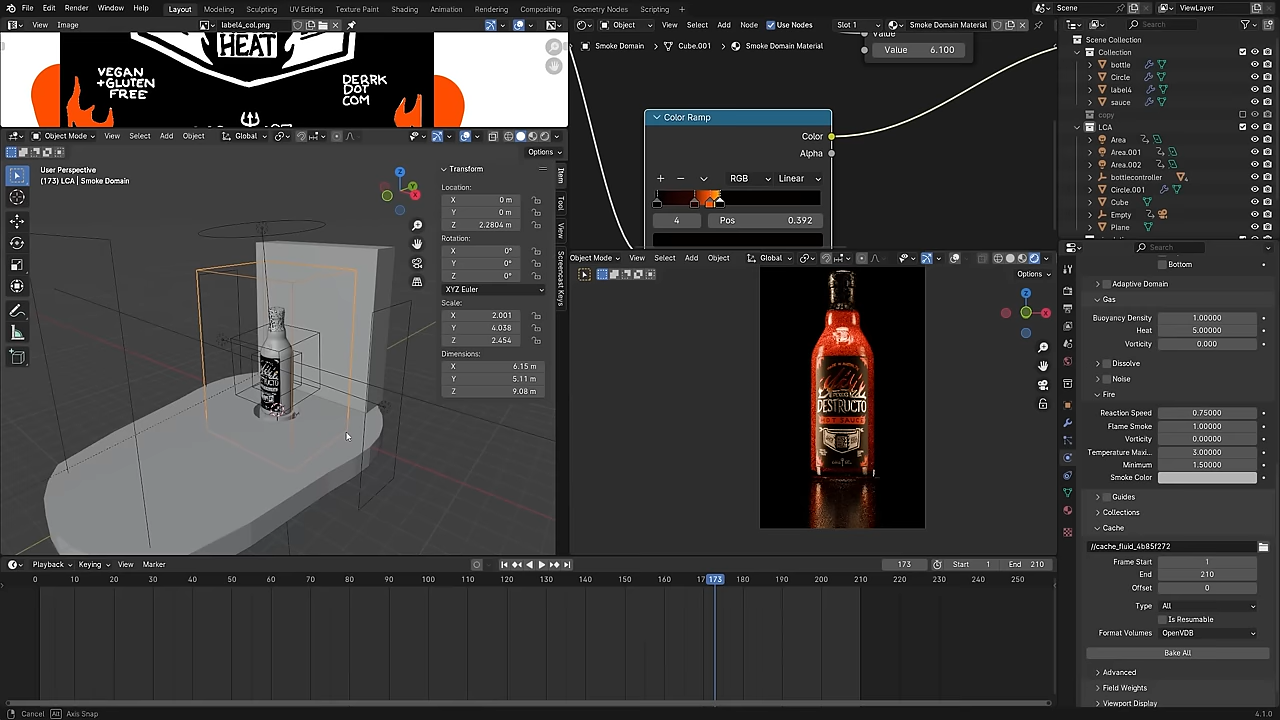 File Edit Render Window Help
Layout Modeling Sculpting UV Editing Texture Paint Shading Animation Rendering Compositing Geometry Nodes Scripting
Scene
ViewLayer
View Image
label4_col.png
HEAT
VEGAN
+GLUTEN
FREE
DERRK
DOT
COM
Object
View Select Add Node
Use Nodes
Slot 1
Smoke Domain Material
Smoke Domain
Cube.001
Smoke Domain Material
Value
Value 6.100
Color Ramp
Color
Alpha
RGB
Linear
4
Pos 0.392
Object Mode
View Select Add Object
Global
Options
User Perspective
(173) LCA | Smoke Domain
Transform
Location:
X 0 m
Y 0 m
Z 2.2804 m
Rotation:
X 0°
Y 0°
Z 0°
XYZ Euler
Scale:
X 2.001
Y 4.038
Z 2.454
Dimensions:
X 6.15 m
Y 5.11 m
Z 9.08 m
Item
Tool
View
Screencast Keys
Object Mode
View Select Add Object
Global
Options
DESTRUCTO
HOT SAUCE
Search
Scene Collection
Collection
bottle
Circle
label4
sauce
copy
LCA
Area
Area.001
Area.002
bottlecontroller
Circle.001
Cube
Empty
Plane
Search
Bottom
Adaptive Domain
Gas
Buoyancy Density 1.00000
Heat 5.00000
Vorticity 0.000
Dissolve
Noise
Fire
Reaction Speed 0.75000
Flame Smoke 1.00000
Vorticity 0.00000
Temperature Maxi... 3.00000
Minimum 1.50000
Smoke Color
Guides
Collections
Cache
//cache_fluid_4b85f272
Frame Start 1
End 210
Offset 0
Type All
Is Resumable
Format Volumes OpenVDB
Bake All
Advanced
Field Weights
Viewport Display
Playback Keying View Marker
173
Start 1
End 210
0 10 20 30 40 50 60 70 80 90 100 110 120 130 140 150 160 173 180 190 200 210 220 230 240 250
Cancel Alt Axis Snap
4.1.0